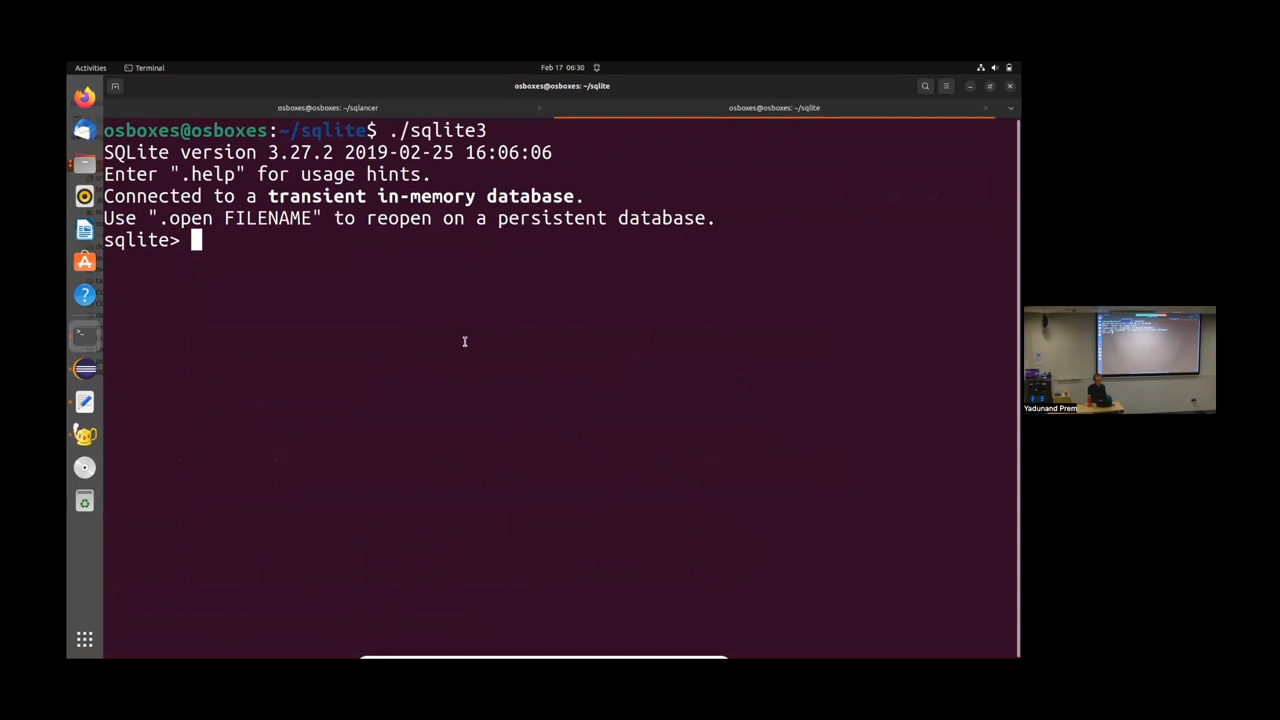 Activities
Terminal
Feb 17 06:30
osboxes@osboxes: ~/sqlite
osboxes@osboxes: ~/sqlancer
osboxes@osboxes: ~/sqlite
osboxes@osboxes:~/sqlite$ ./sqlite3
SQLite version 3.27.2 2019-02-25 16:06:06
Enter ".help" for usage hints.
Connected to a transient in-memory database.
Use ".open FILENAME" to reopen on a persistent database.
sqlite>
Yadunand Prem